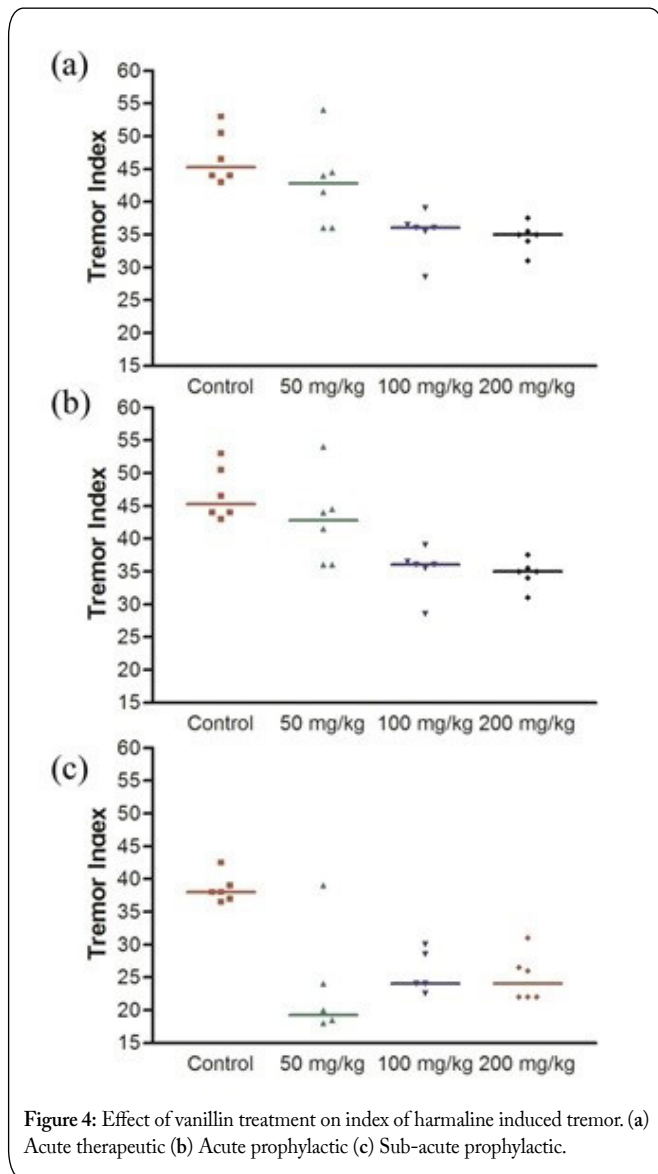 (a)
Tremor Index
60
55
50
45
40
35
30
25
20
15
Control 50 mg/kg 100 mg/kg 200 mg/kg
(b)
Tremor Index
60
55
50
45
40
35
30
25
20
15
Control 50 mg/kg 100 mg/kg 200 mg/kg
(c)
Tremor Index
60
55
50
45
40
35
30
25
20
15
Control 50 mg/kg 100 mg/kg 200 mg/kg
Figure 4: Effect of vanillin treatment on index of harmaline induced tremor. (a)
Acute therapeutic (b) Acute prophylactic (c) Sub-acute prophylactic.